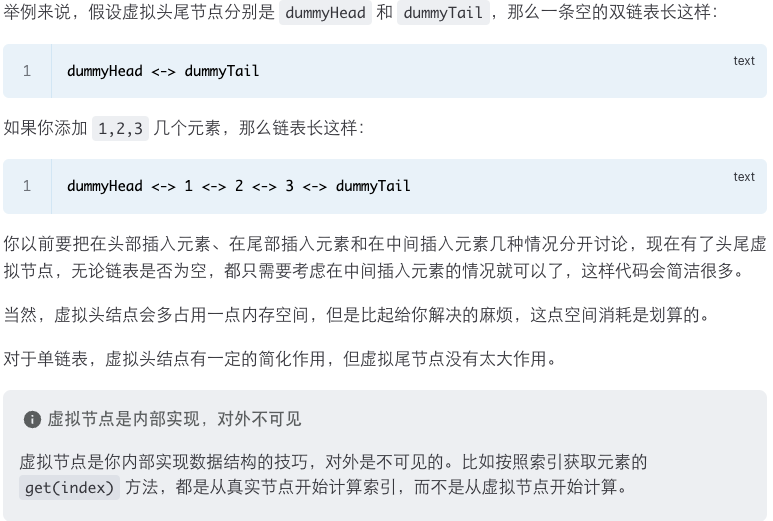 举例来说，假设虚拟头尾节点分别是 dummyHead 和 dummyTail，那么一条空的双链表长这样：
text
1 dummyHead <-> dummyTail
如果你添加 1,2,3 几个元素，那么链表长这样：
text
1 dummyHead <-> 1 <-> 2 <-> 3 <-> dummyTail
你以前要把在头部插入元素、在尾部插入元素和在中间插入元素几种情况分开讨论，现在有了头尾虚
拟节点，无论链表是否为空，都只需要考虑在中间插入元素的情况就可以了，这样代码会简洁很多。
当然，虚拟头结点会多占用一点内存空间，但是比起给你解决的麻烦，这点空间消耗是划算的。
对于单链表，虚拟头结点有一定的简化作用，但虚拟尾节点没有太大作用。
虚拟节点是内部实现，对外不可见
虚拟节点是你内部实现数据结构的技巧，对外是不可见的。比如按照索引获取元素的
get(index) 方法，都是从真实节点开始计算索引，而不是从虚拟节点开始计算。